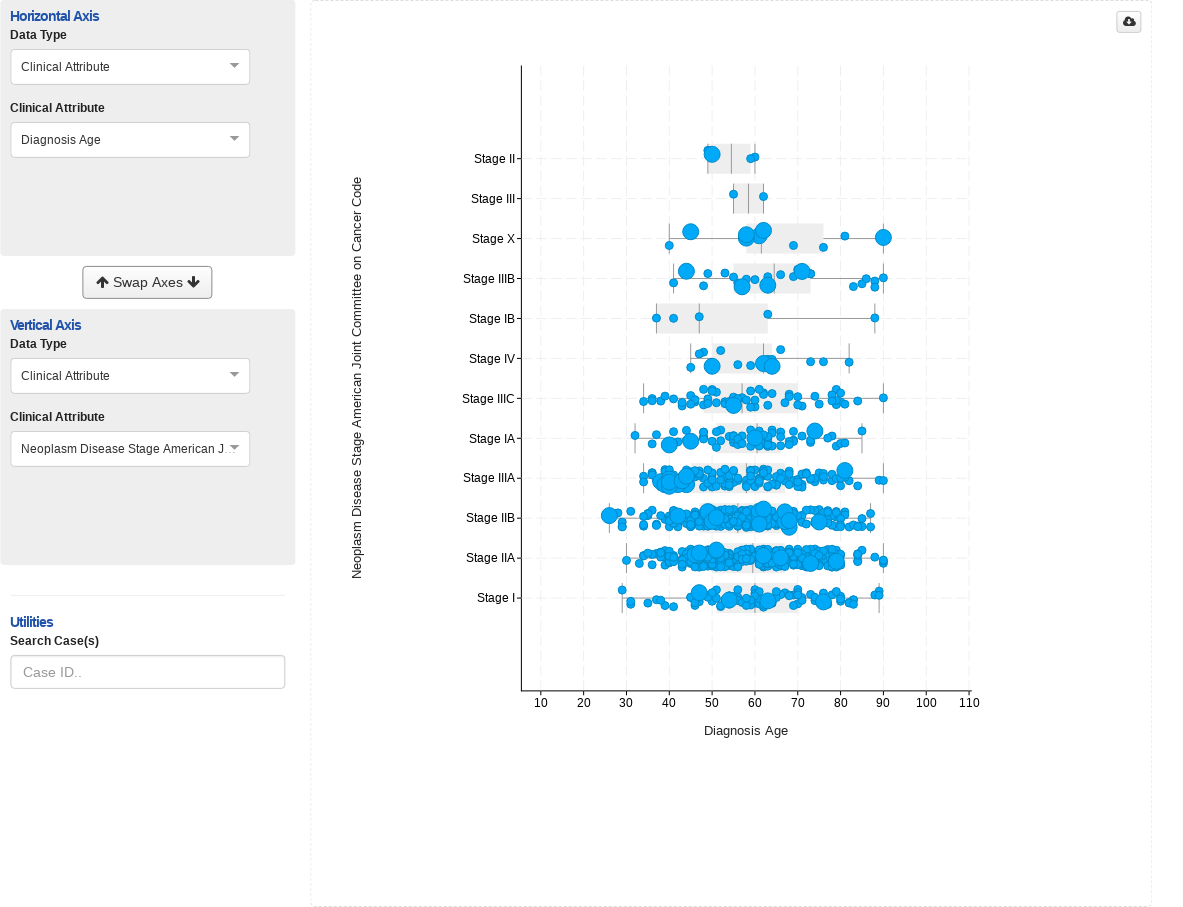 Horizontal Axis
Data Type
Clinical Attribute
Clinical Attribute
Diagnosis Age
Swap Axes
Vertical Axis
Data Type
Clinical Attribute
Clinical Attribute
Neoplasm Disease Stage American J...
Utilities
Search Case(s)
Case ID..
Neoplasm Disease Stage American Joint Committee on Cancer Code
Stage II
Stage III
Stage X
Stage IIIB
Stage IB
Stage IV
Stage IIIC
Stage IA
Stage IIIA
Stage IIB
Stage IIA
Stage I
10 20 30 40 50 60 70 80 90 100 110
Diagnosis Age